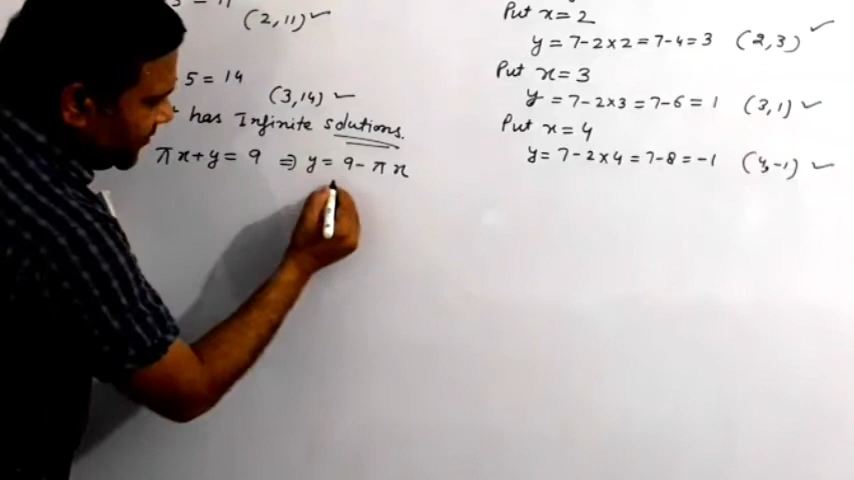 = 11
(2,11) ✓
5 = 14
(3,14) ✓
has Infinite solutions.
πx+y= 9 ⇒ y= 9-πx
Put x=2
y= 7-2×2=7-4=3 (2,3) ✓
Put x=3
y=7-2×3=7-6=1 (3,1) ✓
Put x=4
y=7-2×4=7-8=-1 (4,-1) ✓